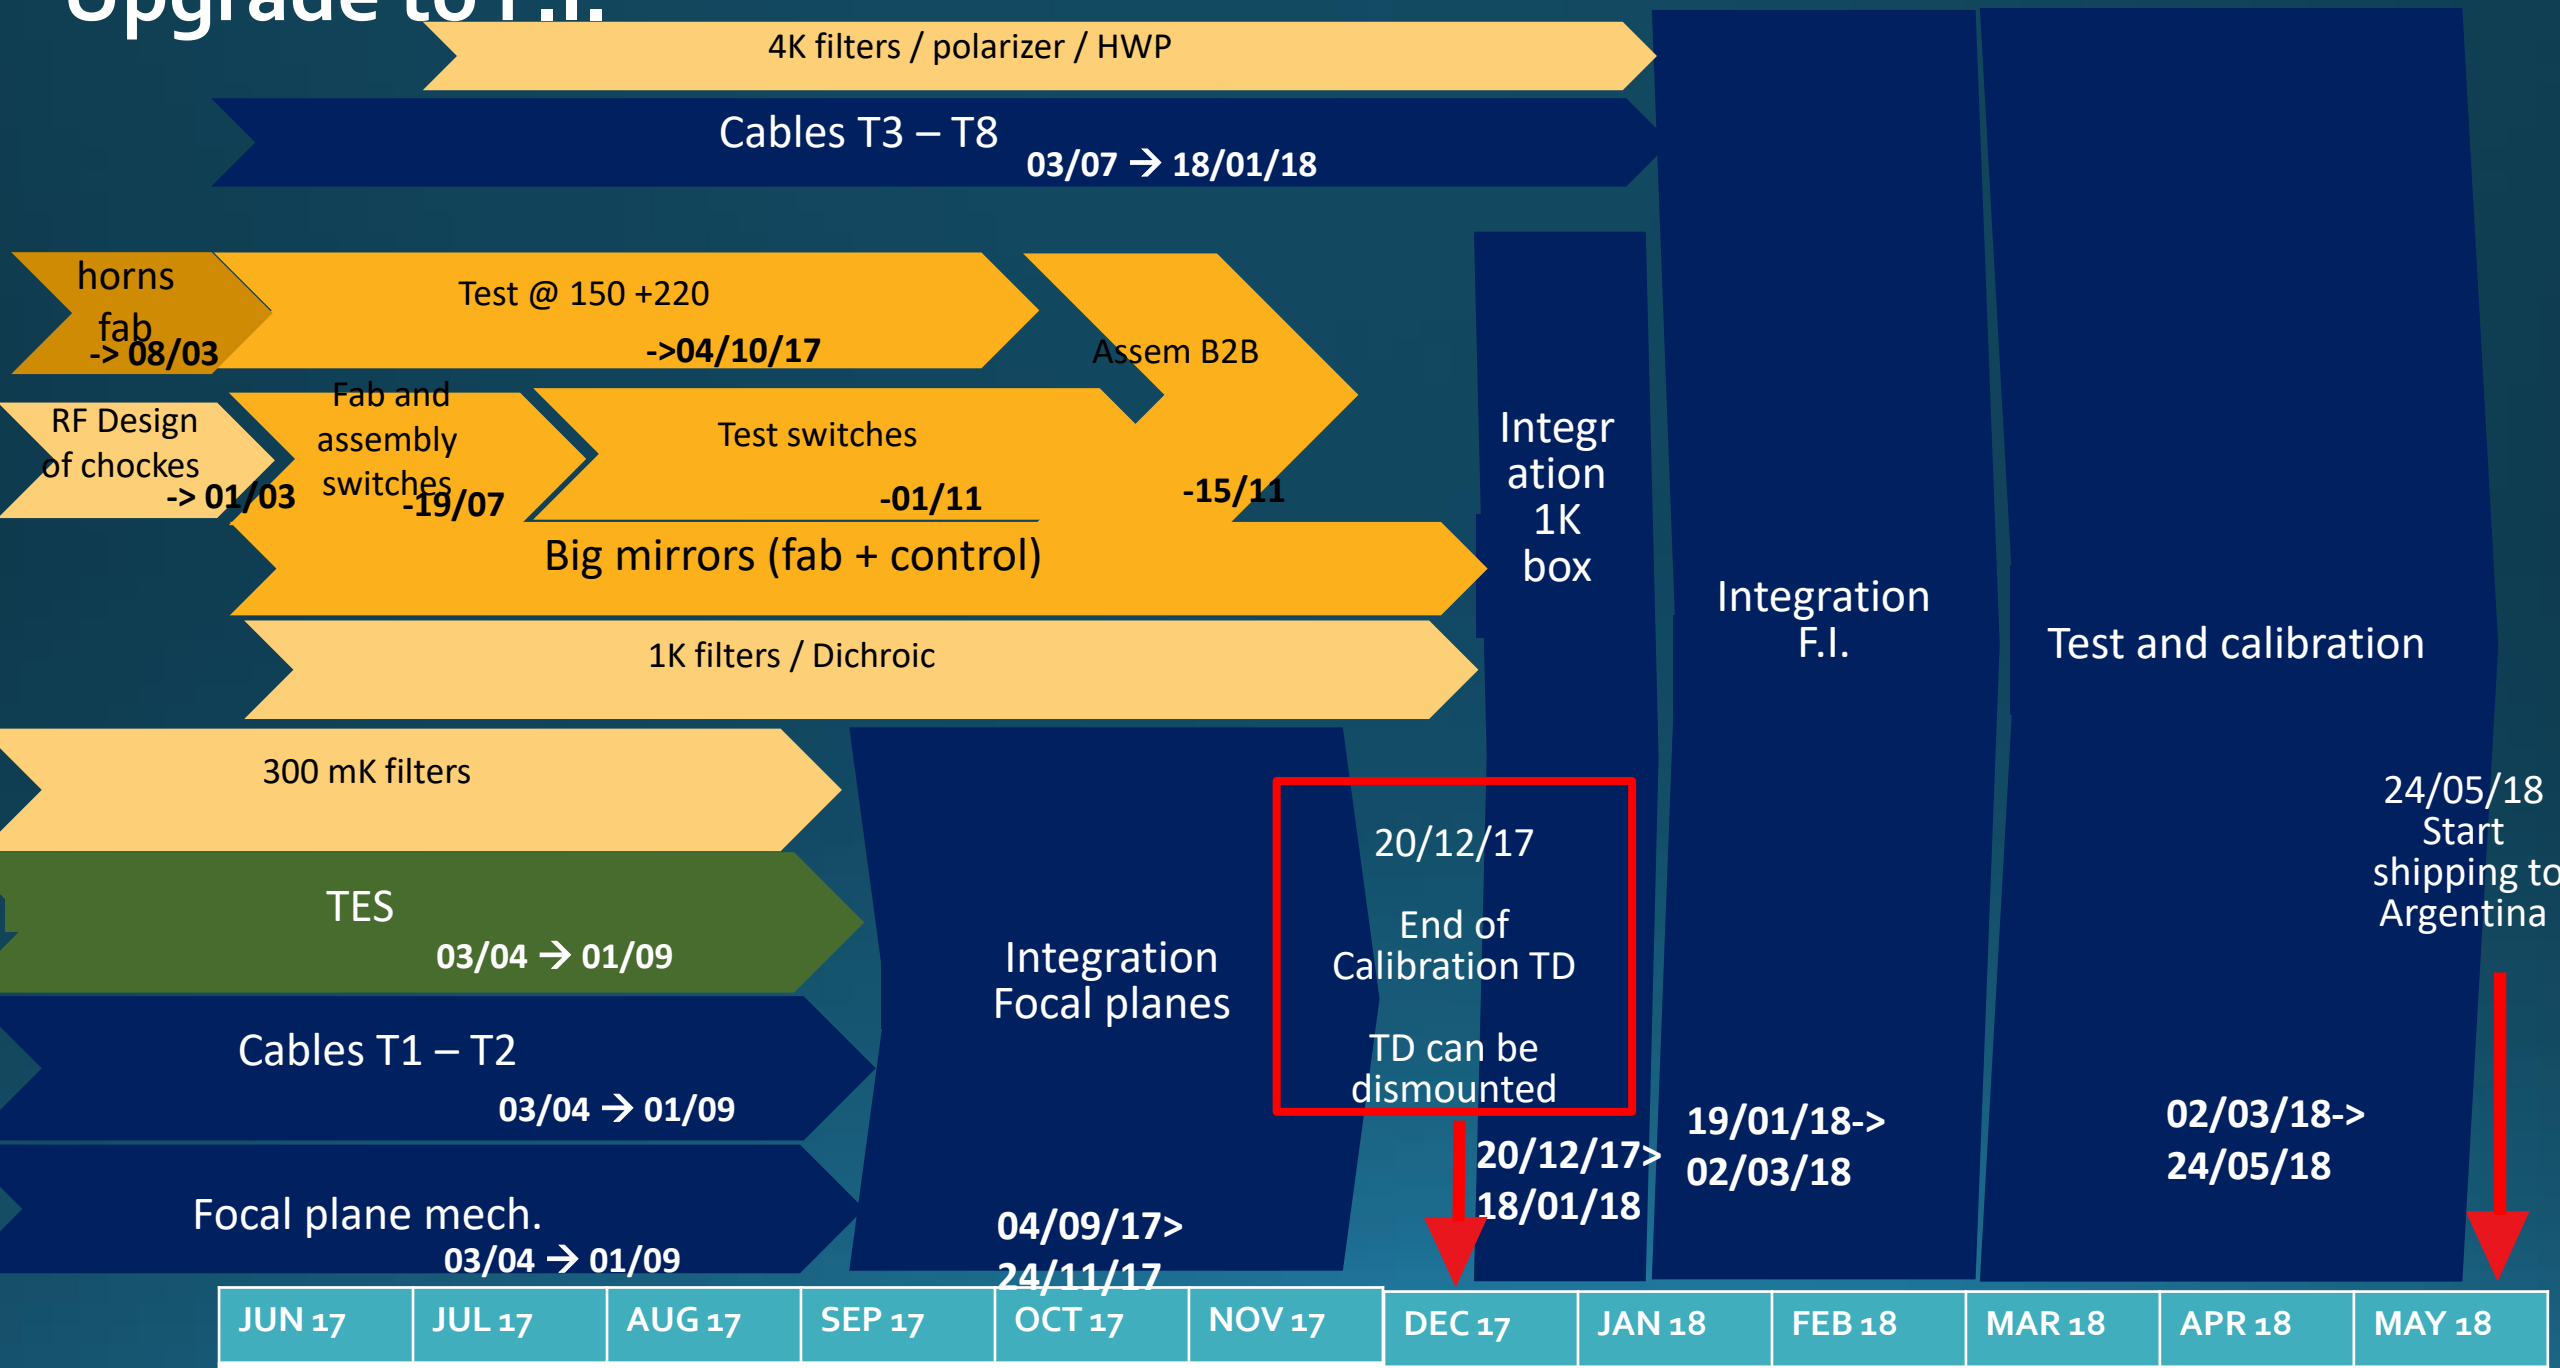 Upgrade to F.I.
4K filters / polarizer / HWP
Cables T3 – T8
03/07 → 18/01/18
horns
fab
-> 08/03
Test @ 150 +220
->04/10/17
Assem B2B
-15/11
RF Design
of chockes
-> 01/03
Fab and
assembly
switches
-19/07
Test switches
-01/11
Big mirrors (fab + control)
1K filters / Dichroic
300 mK filters
TES
03/04 → 01/09
Cables T1 – T2
03/04 → 01/09
Focal plane mech.
03/04 → 01/09
Integration
Focal planes
04/09/17>
24/11/17
20/12/17
End of
Calibration TD
TD can be
dismounted
Integr
ation
1K
box
20/12/17>
18/01/18
Integration
F.I.
19/01/18->
02/03/18
Test and calibration
02/03/18->
24/05/18
24/05/18
Start
shipping to
Argentina
JUN 17 JUL 17 AUG 17 SEP 17 OCT 17 NOV 17 DEC 17 JAN 18 FEB 18 MAR 18 APR 18 MAY 18